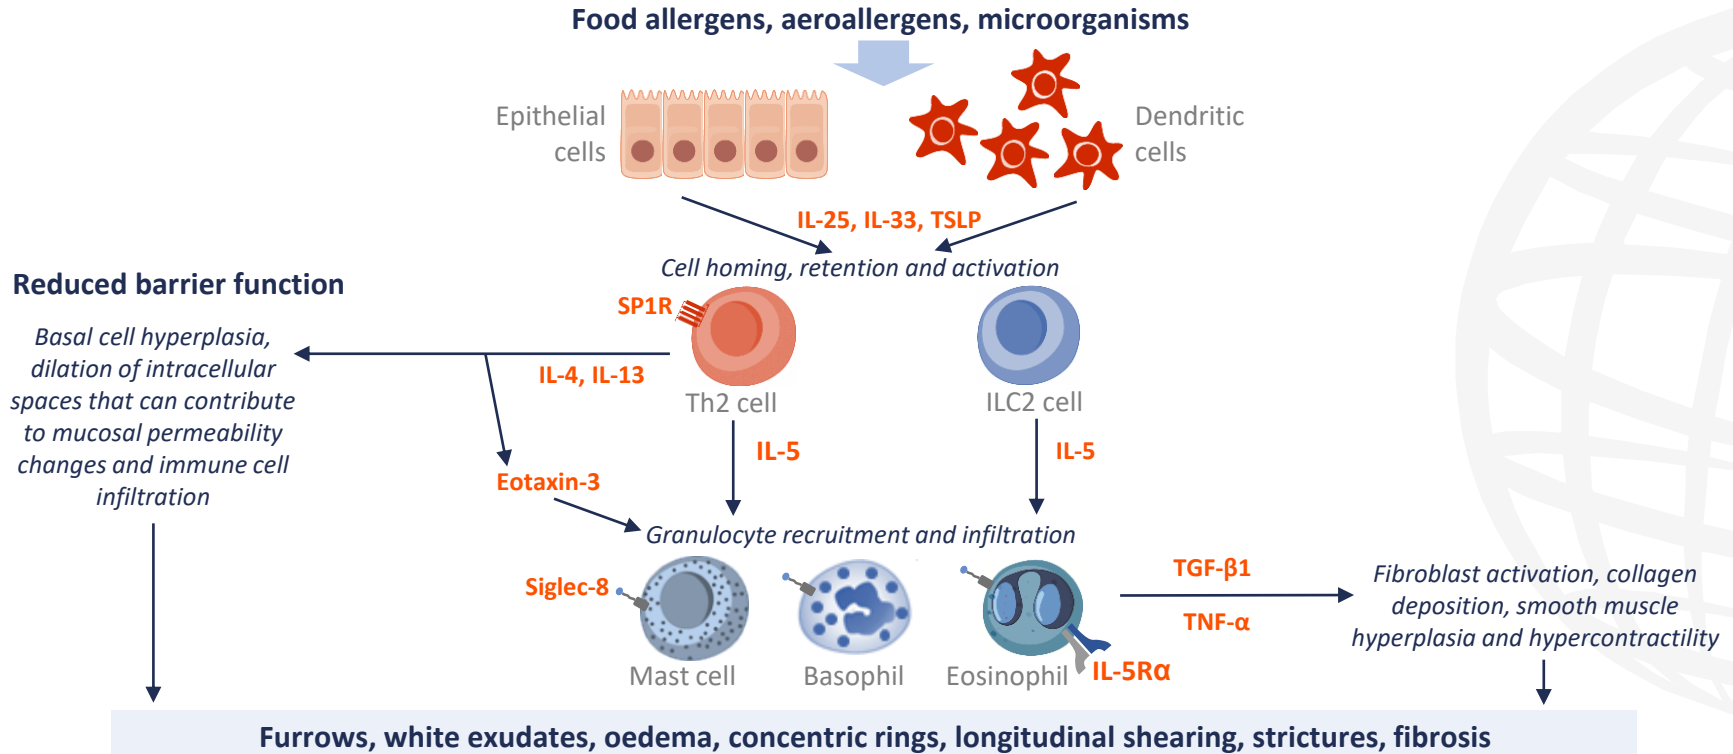 Food allergens, aeroallergens, microorganisms
Epithelial
cells
Dendritic
cells
IL-25, IL-33, TSLP
Cell homing, retention and activation
Reduced barrier function
Basal cell hyperplasia,
dilation of intracellular
spaces that can contribute
to mucosal permeability
changes and immune cell
infiltration
SP1R
IL-4, IL-13
Th2 cell
ILC2 cell
IL-5
IL-5
Eotaxin-3
Granulocyte recruitment and infiltration
Siglec-8
Mast cell
Basophil
Eosinophil
IL-5Rα
TGF-β1
TNF-α
Fibroblast activation, collagen
deposition, smooth muscle
hyperplasia and hypercontractility
Furrows, white exudates, oedema, concentric rings, longitudinal shearing, strictures, fibrosis